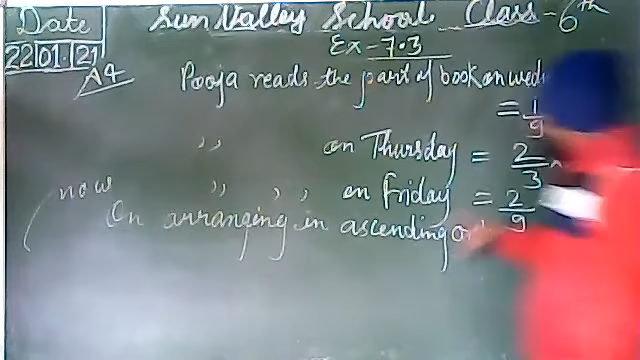 Date
Sun Valley School Class - 6th
22|01.|21
Ex - 7.3
A4
Pooja reads the part of book on wed
= 1/9
,, on Thursday = 2/3
now ,, ,, ,, on Friday = 2/9
On arranging in ascending or